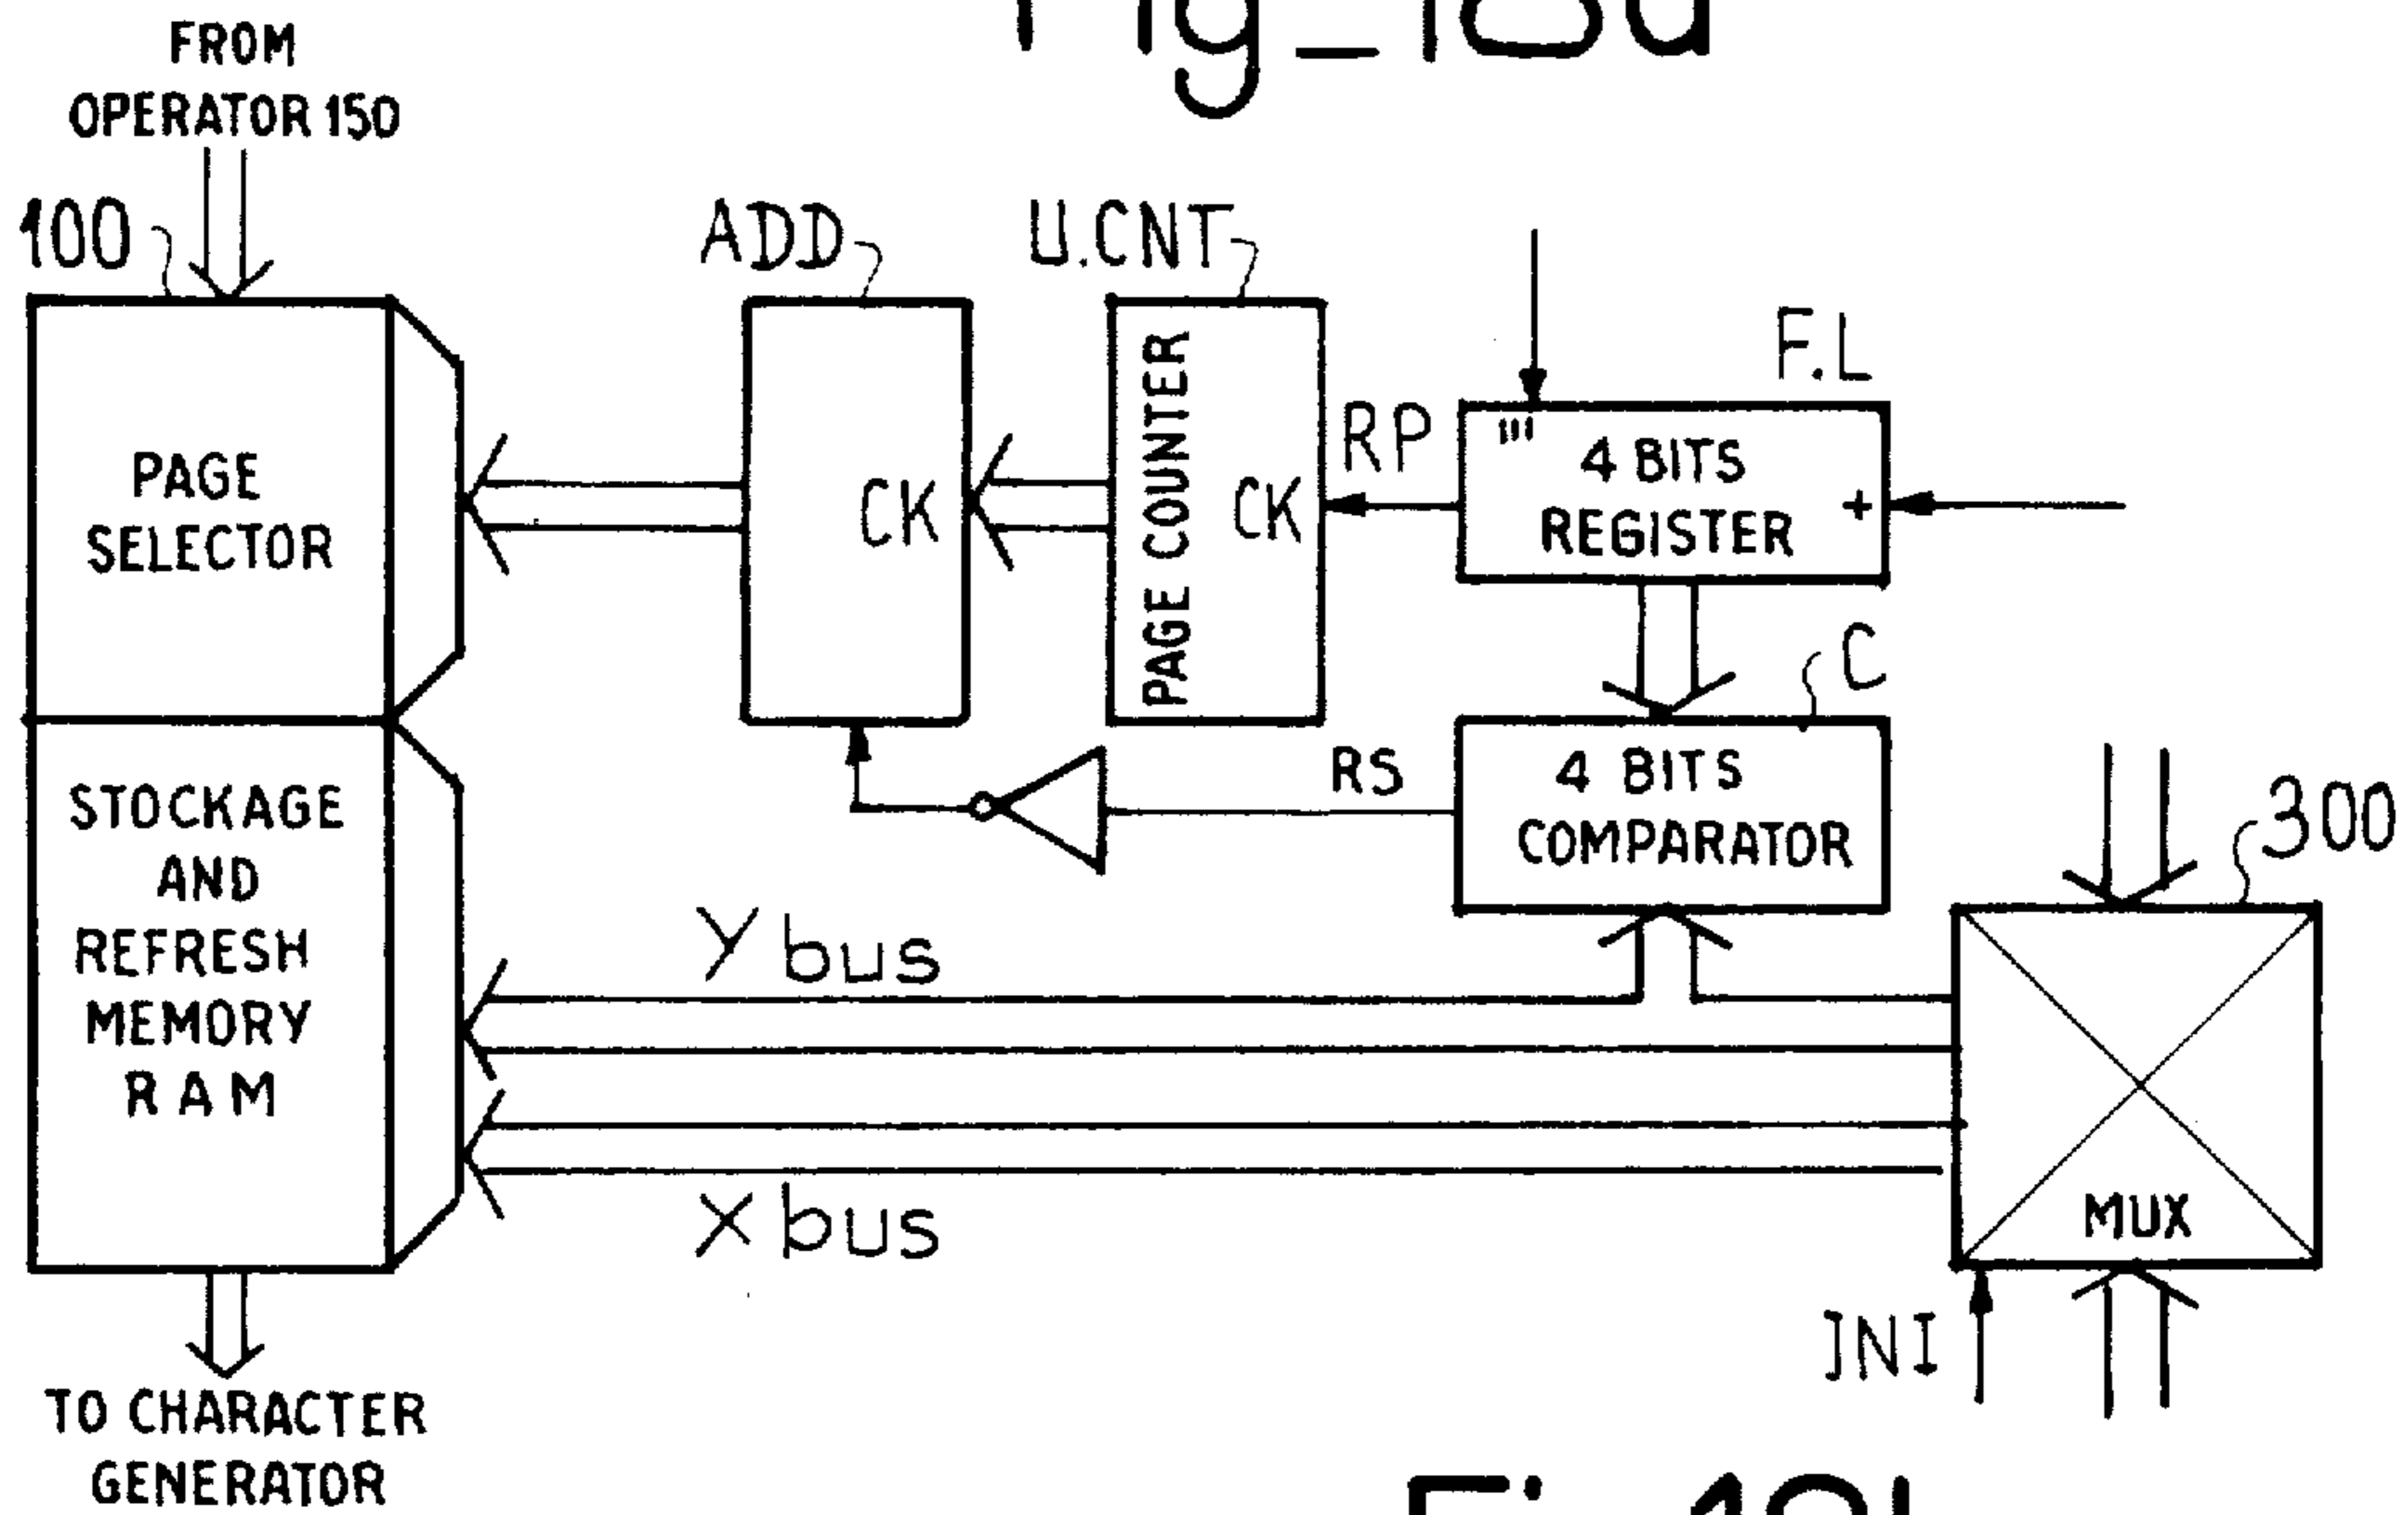 FROM
OPERATOR 150
100
ADD
U.CNT
F.L
PAGE
SELECTOR
CK
PAGE COUNTER
CK
RP
4 BITS
REGISTER
+
C
STOCKAGE
AND
REFRESH
MEMORY
RAM
RS
4 BITS
COMPARATOR
300
Y bus
X bus
MUX
INI
TO CHARACTER
GENERATOR